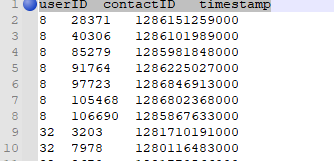 1 userID contactID timestamp
2 8 28371 1286151259000
3 8 40306 1286101989000
4 8 85279 1285981848000
5 8 91764 1286225027000
6 8 97723 1286846913000
7 8 105468 1286802368000
8 8 106690 1285867633000
9 32 3203 1281710191000
10 32 7978 1280116483000